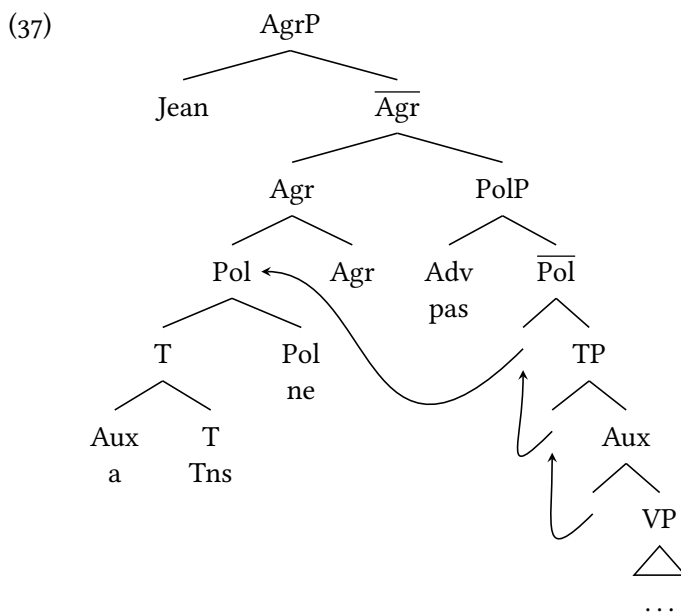 (37) AgrP
Jean Agr
Agr PolP
Pol Agr Adv Pol
pas
T Pol TP
ne
Aux T Aux
a Tns
VP
...